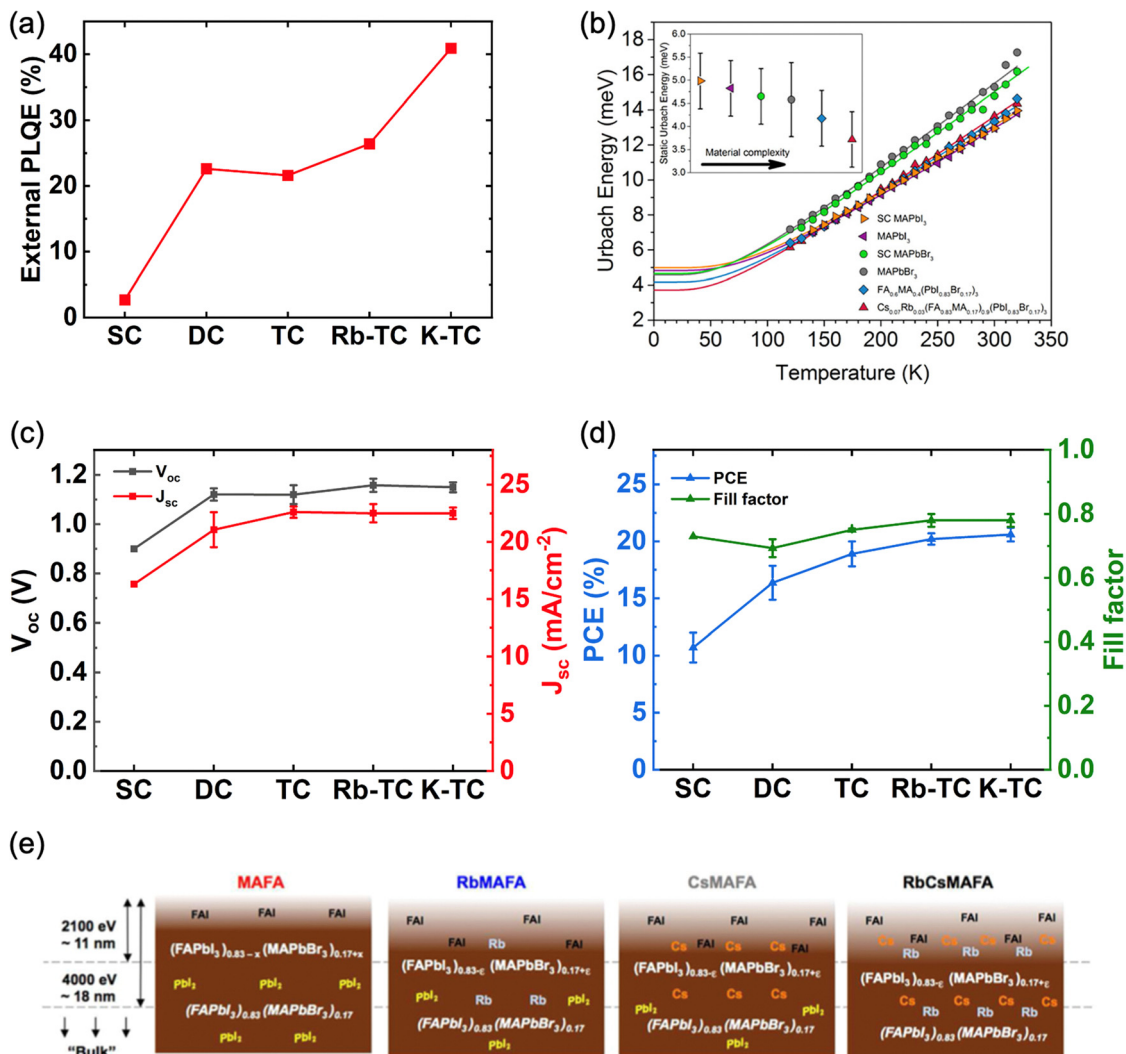 (a)
External PLQE (%)
40
30
20
10
0
SC DC TC Rb-TC K-TC
(b)
Urbach Energy (meV)
18
16
14
12
10
8
6
4
2
0 50 100 150 200 250 300 350
Temperature (K)
Static Urbach Energy (meV)
6.0
5.5
5.0
4.5
4.0
3.5
3.0
Material complexity
SC MAPbI3
MAPbI3
SC MAPbBr3
MAPbBr3
FA0.6MA0.4(PbI0.83Br0.17)3
Cs0.07Rb0.03(FA0.83MA0.17)0.9(PbI0.83Br0.17)3
(c)
Voc (V)
1.2
1.0
0.8
0.6
0.4
0.2
0.0
Voc
Jsc
Jsc (mA/cm-2)
25
20
15
10
5
0
SC DC TC Rb-TC K-TC
(d)
PCE (%)
25
20
15
10
5
0
PCE
Fill factor
Fill factor
1.0
0.8
0.6
0.4
0.2
0.0
SC DC TC Rb-TC K-TC
(e)
2100 eV
~ 11 nm
4000 eV
~ 18 nm
"Bulk"
MAFA
FAI FAI FAI
(FAPbI3)0.83-x (MAPbBr3)0.17+x
PbI2 PbI2 PbI2
(FAPbI3)0.83 (MAPbBr3)0.17
PbI2 PbI2
RbMAFA
FAI FAI
FAI Rb FAI
(FAPbI3)0.83-ε (MAPbBr3)0.17+ε
PbI2 Rb Rb PbI2
(FAPbI3)0.83 (MAPbBr3)0.17
PbI2
CsMAFA
FAI FAI FAI
Cs FAI Cs Cs FAI
(FAPbI3)0.83-ε (MAPbBr3)0.17+ε
Cs Cs Cs
PbI2 PbI2
(FAPbI3)0.83 (MAPbBr3)0.17
PbI2
RbCsMAFA
FAI FAI FAI
Cs FAI Cs Cs FAI Cs
Rb Rb
(FAPbI3)0.83-ε (MAPbBr3)0.17+ε
Cs Cs Cs Cs
Rb Rb Rb
(FAPbI3)0.83 (MAPbBr3)0.17